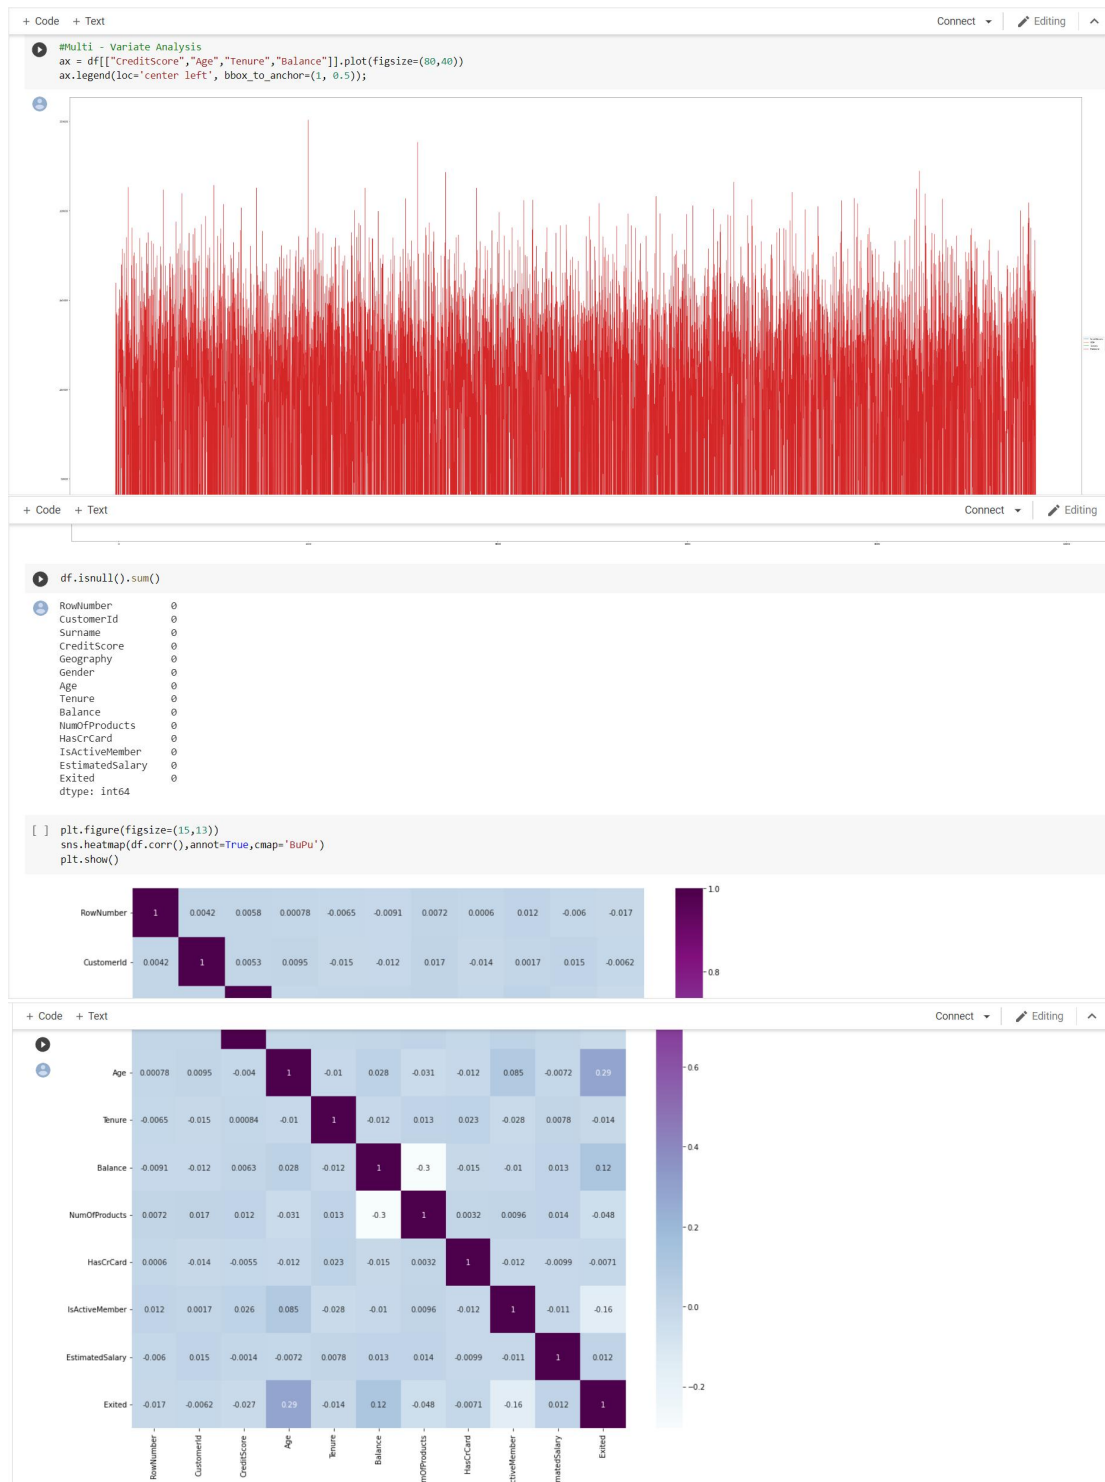 + Code + Text Connect Editing
#Multi - Variate Analysis
ax = df[["CreditScore","Age","Tenure","Balance"]].plot(figsize=(80,40))
ax.legend(loc='center left', bbox_to_anchor=(1, 0.5));
+ Code + Text Connect Editing
df.isnull().sum()
RowNumber 0
CustomerId 0
Surname 0
CreditScore 0
Geography 0
Gender 0
Age 0
Tenure 0
Balance 0
NumOfProducts 0
HasCrCard 0
IsActiveMember 0
EstimatedSalary 0
Exited 0
dtype: int64
[ ] plt.figure(figsize=(15,13))
sns.heatmap(df.corr(),annot=True,cmap='BuPu')
plt.show()
RowNumber 1 0.0042 0.0058 0.00078 -0.0065 -0.0091 0.0072 0.0006 0.012 -0.006 -0.017 1.0
CustomerId 0.0042 1 0.0053 0.0095 -0.015 -0.012 0.017 -0.014 0.0017 0.015 -0.0062
0.8
+ Code + Text Connect Editing
0.6
Age 0.00078 0.0095 -0.004 1 -0.01 0.028 -0.031 -0.012 0.085 -0.0072 0.29
Tenure -0.0065 -0.015 0.00084 -0.01 1 -0.012 0.013 0.023 -0.028 0.0078 -0.014
0.4
Balance -0.0091 -0.012 0.0063 0.028 -0.012 1 -0.3 -0.015 -0.01 0.013 0.12
NumOfProducts 0.0072 0.017 0.012 -0.031 0.013 -0.3 1 0.0032 0.0096 0.014 -0.048
0.2
HasCrCard 0.0006 -0.014 -0.0055 -0.012 0.023 -0.015 0.0032 1 -0.012 -0.0099 -0.0071
IsActiveMember 0.012 0.0017 0.026 0.085 -0.028 -0.01 0.0096 -0.012 1 -0.011 -0.16
0.0
EstimatedSalary -0.006 0.015 -0.0014 -0.0072 0.0078 0.013 0.014 -0.0099 -0.011 1 0.012
-0.2
Exited -0.017 -0.0062 -0.027 0.29 -0.014 0.12 -0.048 -0.0071 -0.16 0.012 1
RowNumber CustomerId CreditScore Age Tenure Balance mOfProducts HasCrCard ctiveMember matedSalary Exited